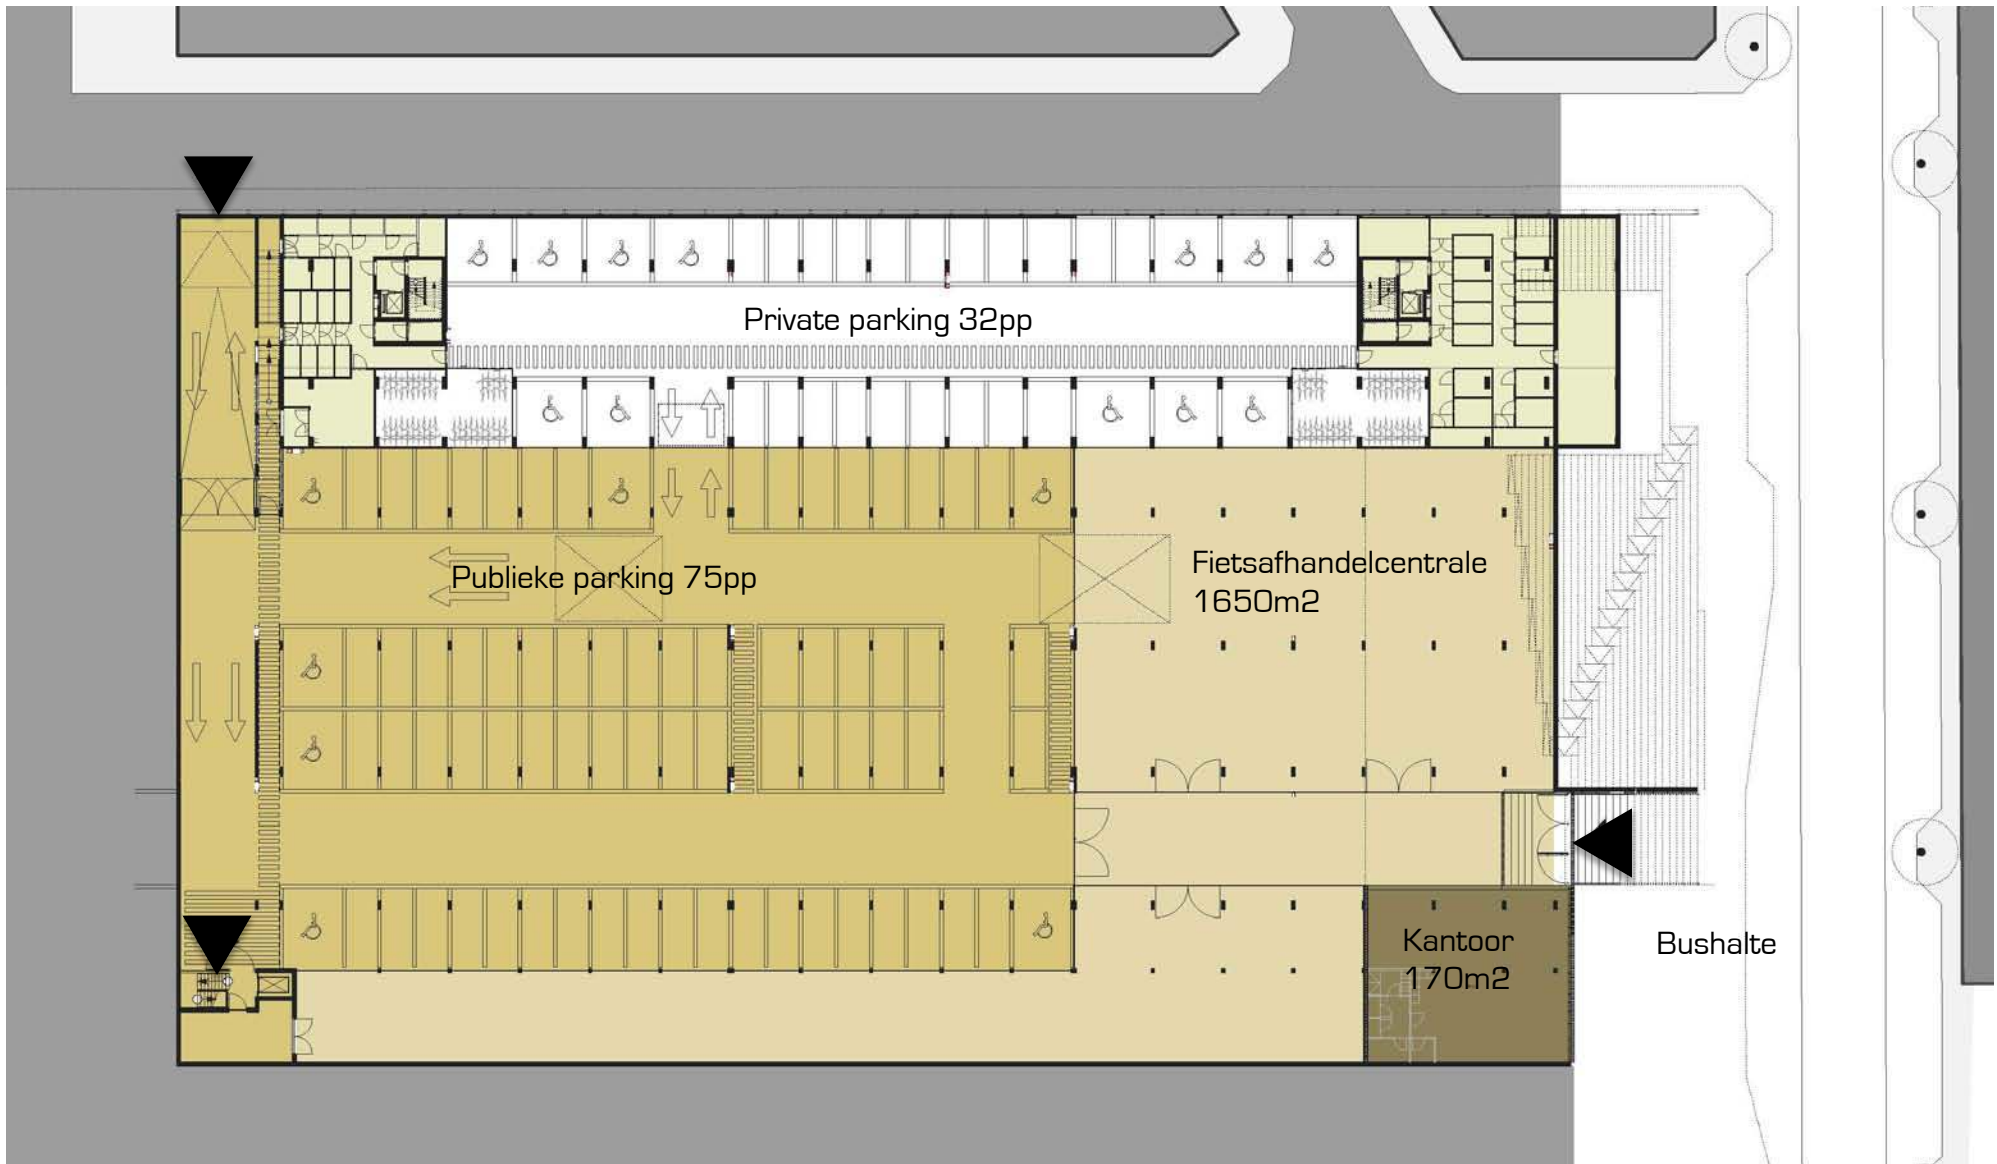 Private parking 32pp
Publieke parking 75pp
Fietsafhandelcentrale
1650m2
Kantoor
170m2
Bushalte